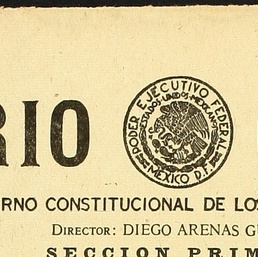 RIO
PODER EJECUTIVO FEDERAL
ESTADOS UNIDOS MEXICANOS
MEXICO D.F.
RNO CONSTITUCIONAL DE LOS
DIRECTOR: DIEGO ARENAS G
SECCION PRIM